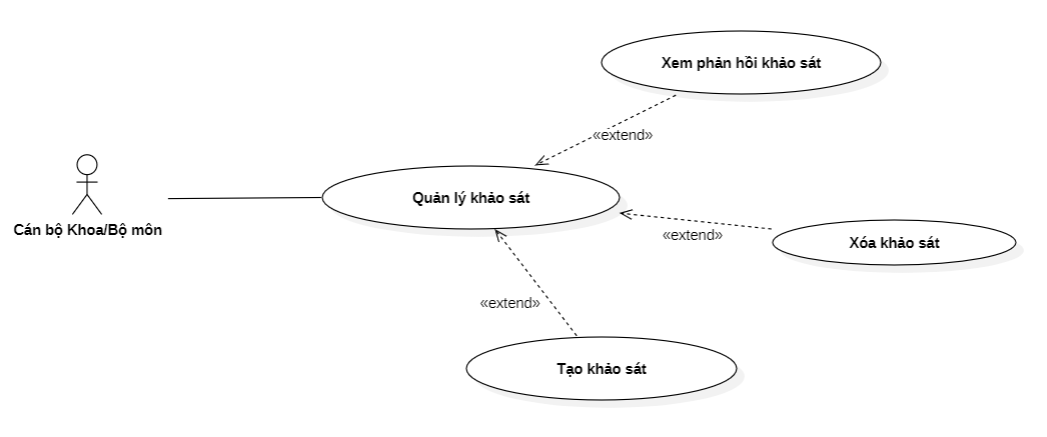 Xem phản hồi khảo sát
«extend»
Quản lý khảo sát
Cán bộ Khoa/Bộ môn
«extend»
Xóa khảo sát
«extend»
Tạo khảo sát